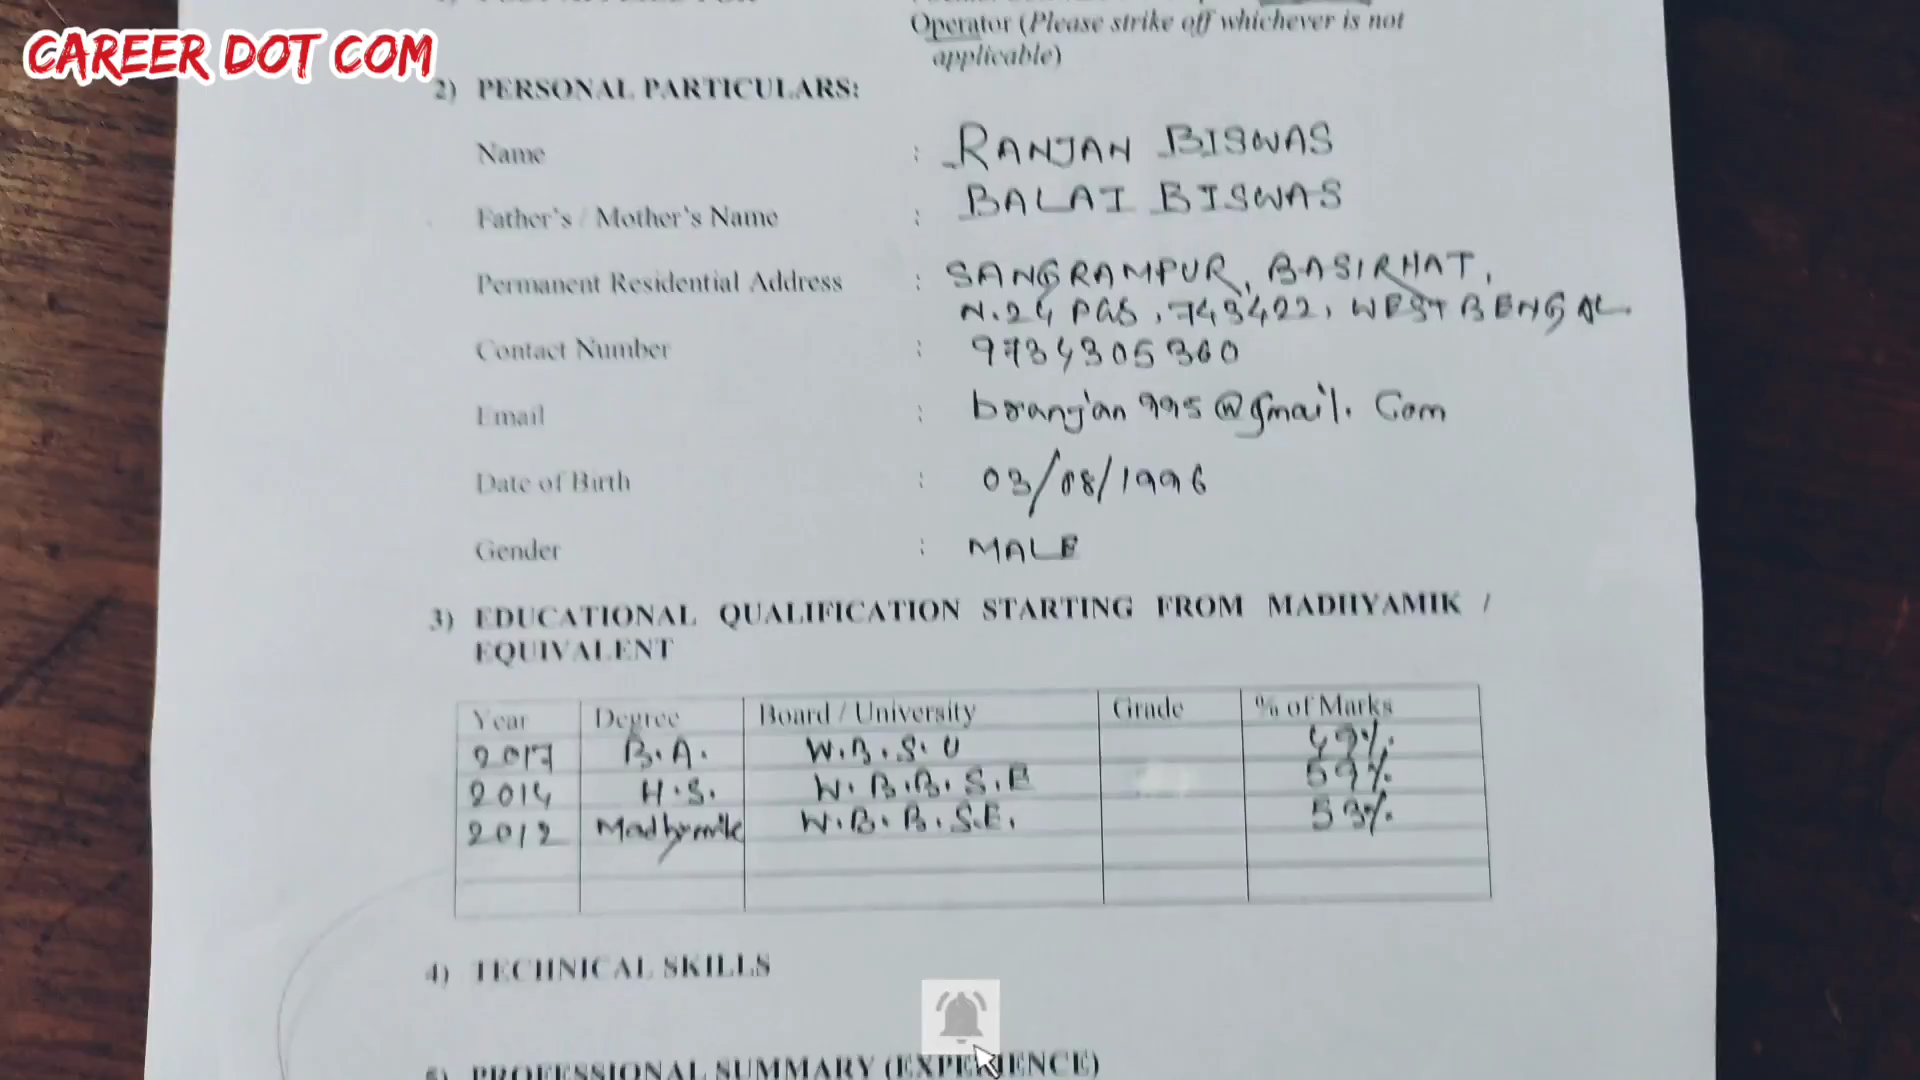 CAREER DOT COM
Operator (Please strike off whichever is not
applicable)
2) PERSONAL PARTICULARS:
Name : RANJAN BISWAS
Father's / Mother's Name : BALAI BISWAS
Permanent Residential Address : SANGRAMPUR, BASIRHAT,
N.24 PGS, 743422, WEST BENGAL
Contact Number : 9734305360
Email : branjan995@gmail.com
Date of Birth : 03/08/1996
Gender : MALE
3) EDUCATIONAL QUALIFICATION STARTING FROM MADHYAMIK /
EQUIVALENT
Year Degree Board / University Grade % of Marks
2017 B.A. W.B.S.U 49%
2014 H.S. W.B.B.S.E 59%
2012 Madhymik W.B.B.S.E. 53%
4) TECHNICAL SKILLS
5) PROFESSIONAL SUMMARY (EXPERIENCE)